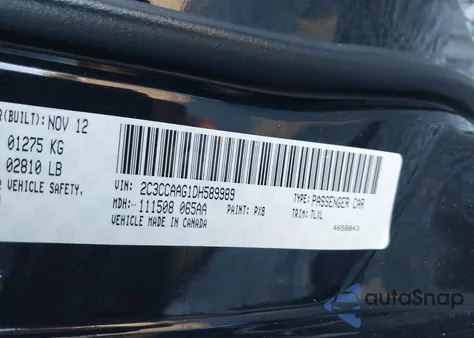 R(BUILT): NOV 12
01275 KG
02810 LB
VEHICLE SAFETY,
VIN: 2C3CCAAG1DH589989
TYPE: PASSENGER CAR
MDH: 111508 065AA
PAINT: PX8
TRIM: TLXL
VEHICLE MADE IN CANADA
4658843
autoSnap